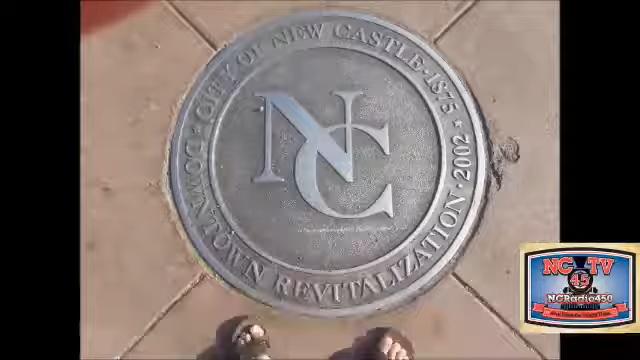 CITY OF NEW CASTLE · 1875 ★ 2002 ·
DOWNTOWN REVITALIZATION
NC
NC TV
45
NCRadio450